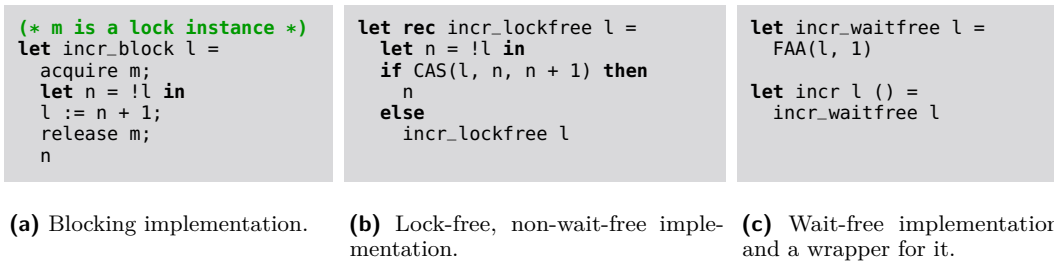 (* m is a lock instance *)
let incr_block l =
  acquire m;
  let n = !l in
  l := n + 1;
  release m;
  n
(a) Blocking implementation.
let rec incr_lockfree l =
  let n = !l in
  if CAS(l, n, n + 1) then
    n
  else
    incr_lockfree l
(b) Lock-free, non-wait-free imple-
mentation.
let incr_waitfree l =
  FAA(l, 1)
let incr l () =
  incr_waitfree l
(c) Wait-free implementation
and a wrapper for it.